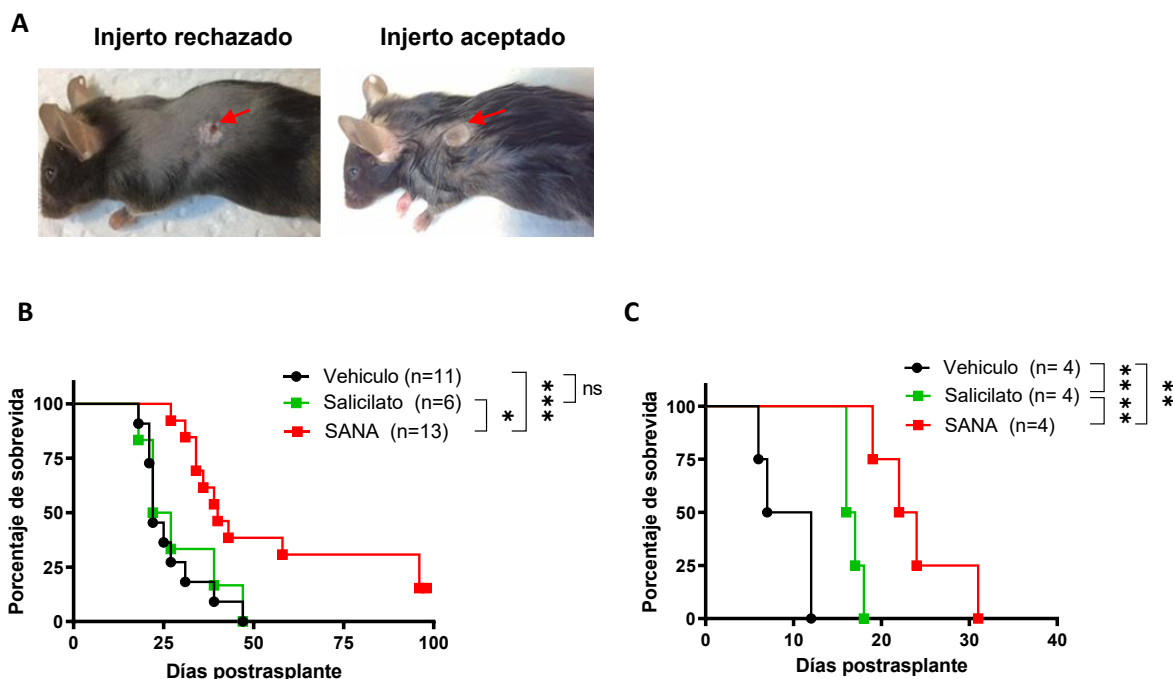 A
Injerto rechazado
Injerto aceptado
B
Vehiculo (n=11)
Salicilato (n=6)
SANA (n=13)
ns
***
*
Porcentaje de sobrevida
100
75
50
25
0
0
25
50
75
100
Días postrasplante
C
Vehiculo (n= 4)
Salicilato (n= 4)
SANA (n=4)
**
**
**
Porcentaje de sobrevida
100
75
50
25
0
0
10
20
30
40
Días postrasplante